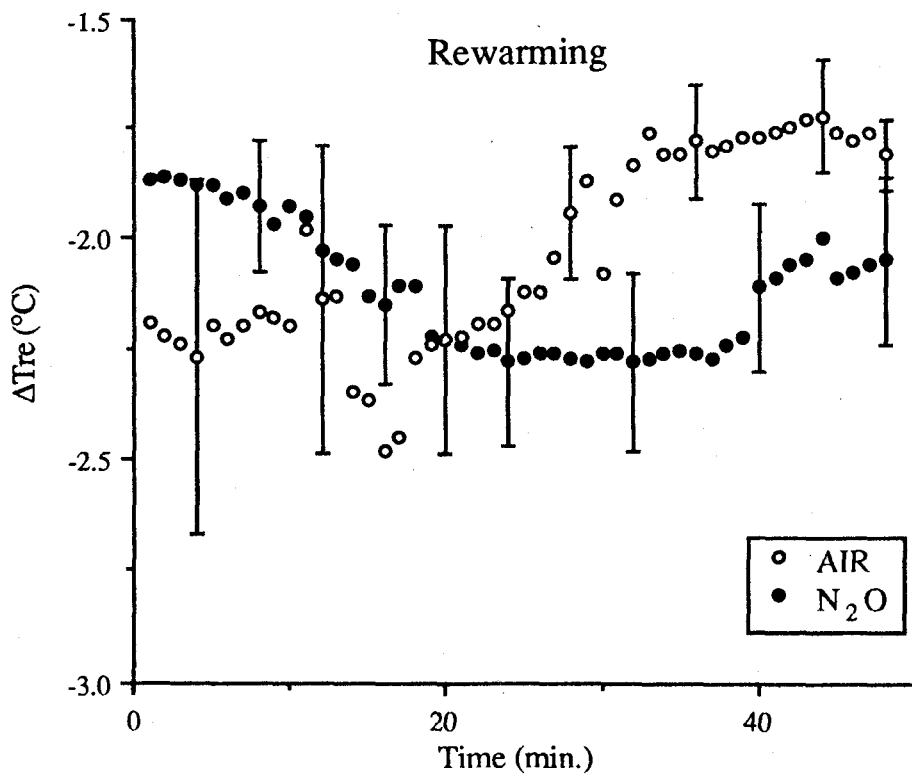 Rewarming
-1.5
-2.0
-2.5
-3.0
ΔTre (°C)
0
20
40
Time (min.)
AIR
N₂O